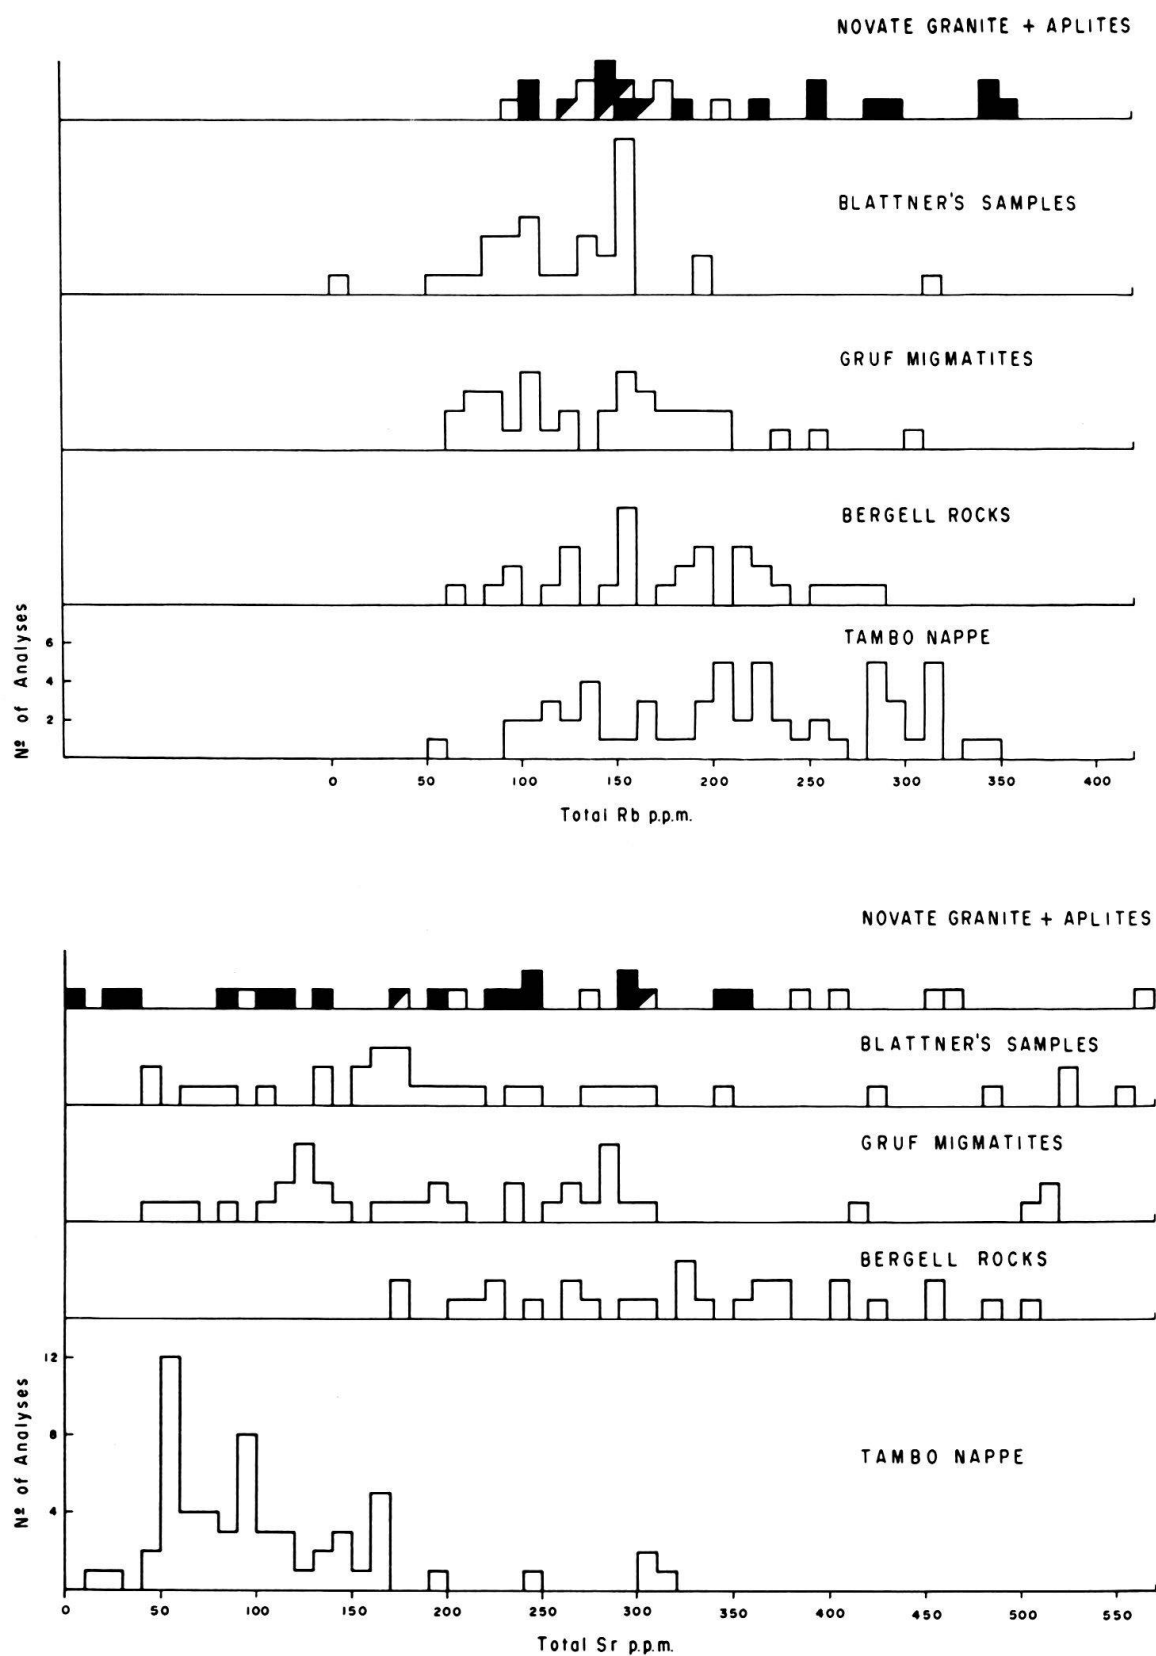 NOVATE GRANITE + APLITES
BLATTNER'S SAMPLES
GRUF MIGMATITES
BERGELL ROCKS
TAMBO NAPPE
Nº of Analyses
6
4
2
0 50 100 150 200 250 300 350 400
Total Rb p.p.m.
NOVATE GRANITE + APLITES
BLATTNER'S SAMPLES
GRUF MIGMATITES
BERGELL ROCKS
TAMBO NAPPE
Nº of Analyses
12
8
4
0 50 100 150 200 250 300 350 400 450 500 550
Total Sr p.p.m.